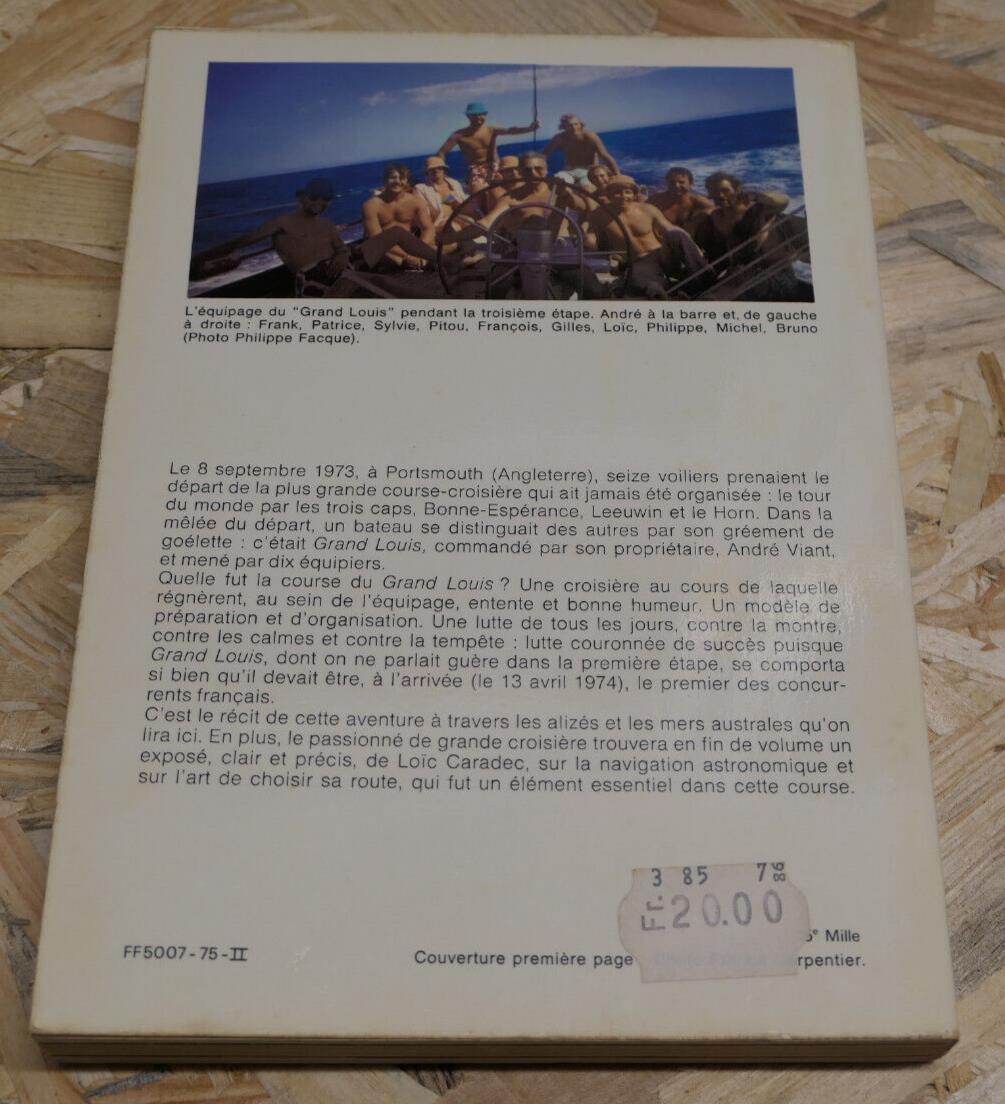 L'équipage du "Grand Louis" pendant la troisième étape. André à la barre et, de gauche
à droite : Frank, Patrice, Sylvie, Pitou, François, Gilles, Loïc, Philippe, Michel, Bruno
(Photo Philippe Facque).
Le 8 septembre 1973, à Portsmouth (Angleterre), seize voiliers prenaient le
départ de la plus grande course-croisière qui ait jamais été organisée : le tour
du monde par les trois caps, Bonne-Espérance, Leeuwin et le Horn. Dans la
mêlée du départ, un bateau se distinguait des autres par son gréement de
goélette : c'était Grand Louis, commandé par son propriétaire, André Viant,
et mené par dix équipiers.
Quelle fut la course du Grand Louis ? Une croisière au cours de laquelle
régnèrent, au sein de l'équipage, entente et bonne humeur. Un modèle de
préparation et d'organisation. Une lutte de tous les jours, contre la montre,
contre les calmes et contre la tempête : lutte couronnée de succès puisque
Grand Louis, dont on ne parlait guère dans la première étape, se comporta
si bien qu'il devait être, à l'arrivée (le 13 avril 1974), le premier des concur-
rents français.
C'est le récit de cette aventure à travers les alizés et les mers australes qu'on
lira ici. En plus, le passionné de grande croisière trouvera en fin de volume un
exposé, clair et précis, de Loïc Caradec, sur la navigation astronomique et
sur l'art de choisir sa route, qui fut un élément essentiel dans cette course.
3 85 7 86
Fr. 20.00
Mille
FF5007-75-II
Couverture première page rpentier.